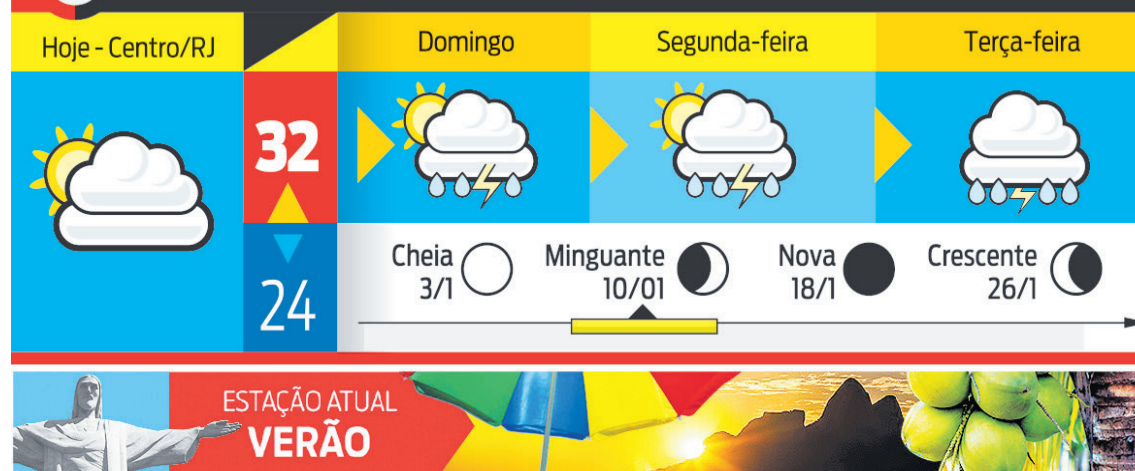 Hoje - Centro/RJ
Domingo
Segunda-feira
Terça-feira
32
24
Cheia
3/1
Minguante
10/01
Nova
18/1
Crescente
26/1
ESTAÇÃO ATUAL
VERÃO